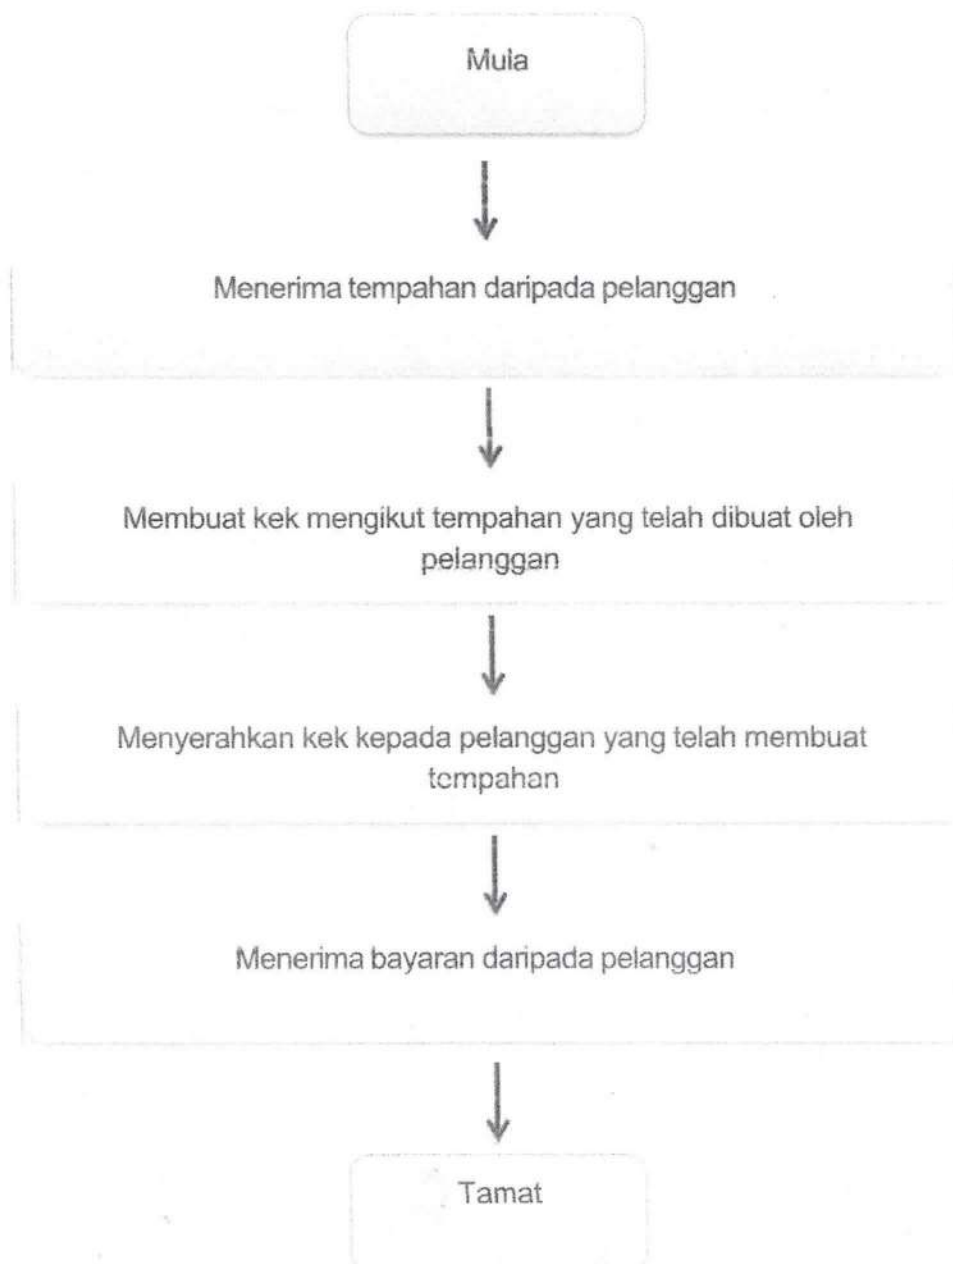 Mula
Menerima tempahan daripada pelanggan
Membuat kek mengikut tempahan yang telah dibuat oleh
pelanggan
Menyerahkan kek kepada pelanggan yang telah membuat
tempahan
Menerima bayaran daripada pelanggan
Tamat